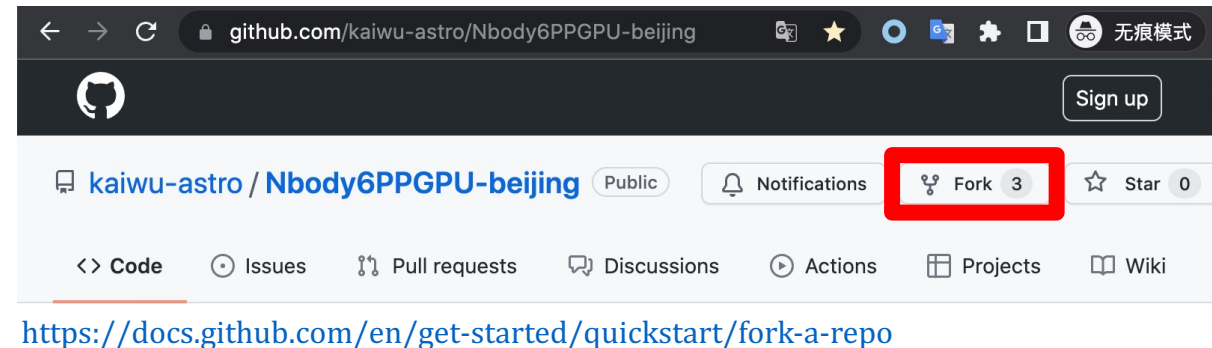 github.com/kaiwu-astro/Nbody6PPGPU-beijing 无痕模式
Sign up
kaiwu-astro / Nbody6PPGPU-beijing Public Notifications Fork 3 Star 0
<> Code Issues Pull requests Discussions Actions Projects Wiki
https://docs.github.com/en/get-started/quickstart/fork-a-repo